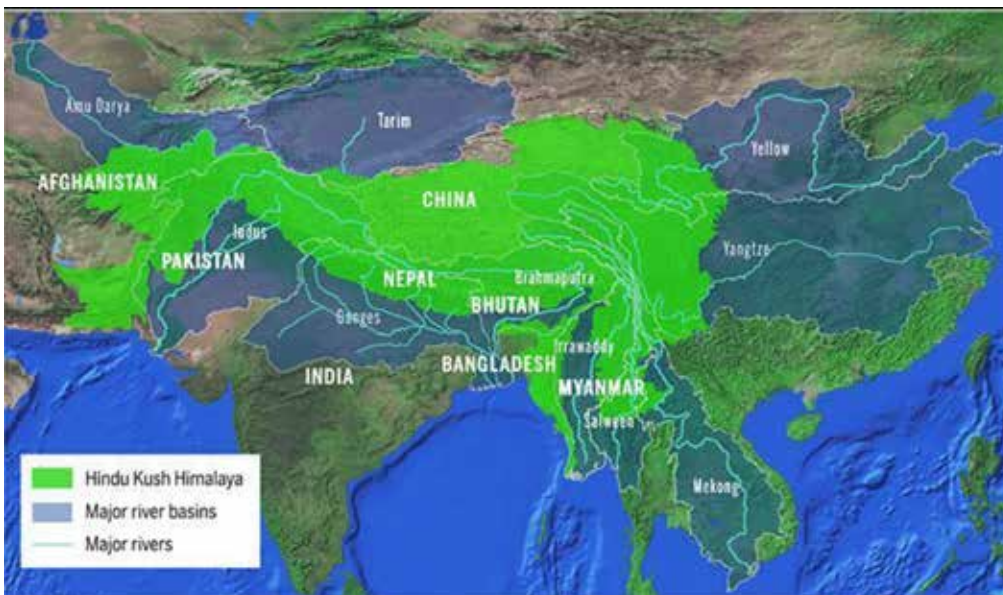 Amu Darya
Tarim
Yellow
AFGHANISTAN
CHINA
Indus
PAKISTAN
Yangtze
NEPAL
Brahmaputra
BHUTAN
Ganges
Irrawaddy
BANGLADESH
INDIA
MYANMAR
Salween
Mekong
Hindu Kush Himalaya
Major river basins
Major rivers